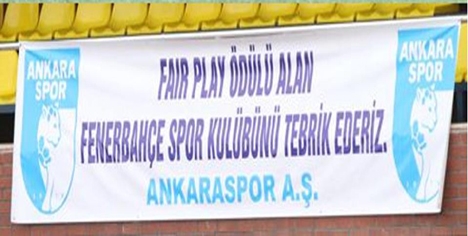 ANKARA
SPOR
FAIR PLAY ÖDÜLÜ ALAN
FENERBAHÇE SPOR KULÜBÜNÜ TEBRİK EDERİZ.
ANKARASPOR A.Ş.
ANKARA
SPOR